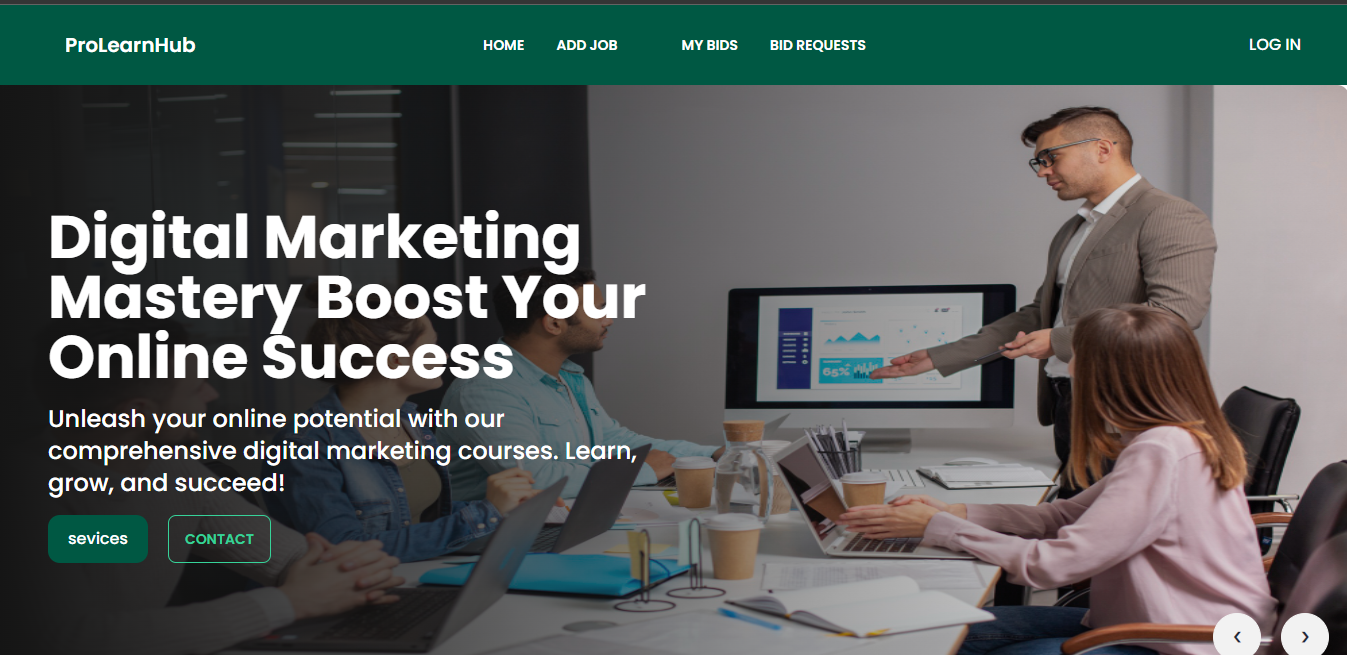 ProLearnHub
HOME ADD JOB MY BIDS BID REQUESTS
LOG IN
Digital Marketing
Mastery Boost Your
Online Success
Unleash your online potential with our
comprehensive digital marketing courses. Learn,
grow, and succeed!
sevices CONTACT
65%